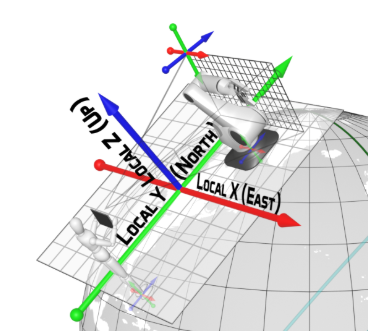 LOCAL Z (UP)
LOCAL Y (NORTH)
LOCAL X (EAST)